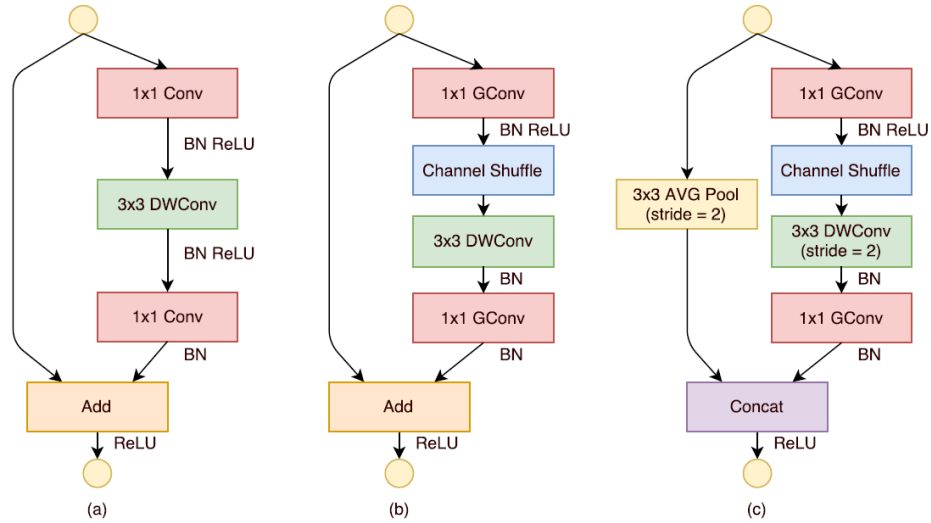 1x1 Conv
BN ReLU
3x3 DWConv
BN ReLU
1x1 Conv
BN
Add
ReLU
(a)
1x1 GConv
BN ReLU
Channel Shuffle
3x3 DWConv
BN
1x1 GConv
BN
Add
ReLU
(b)
3x3 AVG Pool
(stride = 2)
1x1 GConv
BN ReLU
Channel Shuffle
3x3 DWConv
(stride = 2)
BN
1x1 GConv
BN
Concat
ReLU
(c)